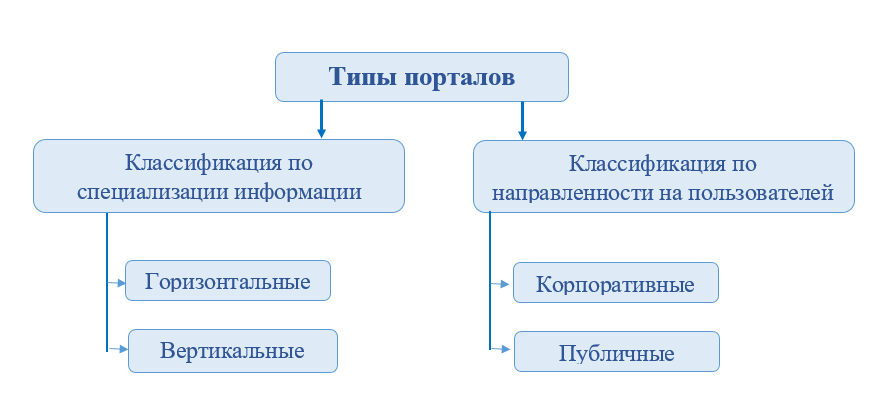 Типы порталов
Классификация по
специализации информации
Горизонтальные
Вертикальные
Классификация по
направленности на пользователей
Корпоративные
Публичные